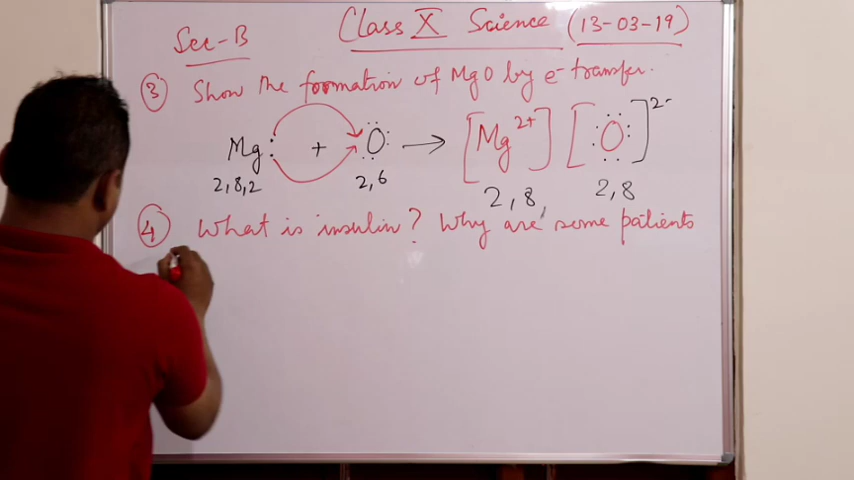 Sec-B Class X Science (13-03-19)
③ Show the formation of MgO by e⁻ transfer.
Mg: + O → [Mg²⁺] [O]²⁻
2,8,2 2,6 2,8, 2,8
④ What is insulin? Why are some patients